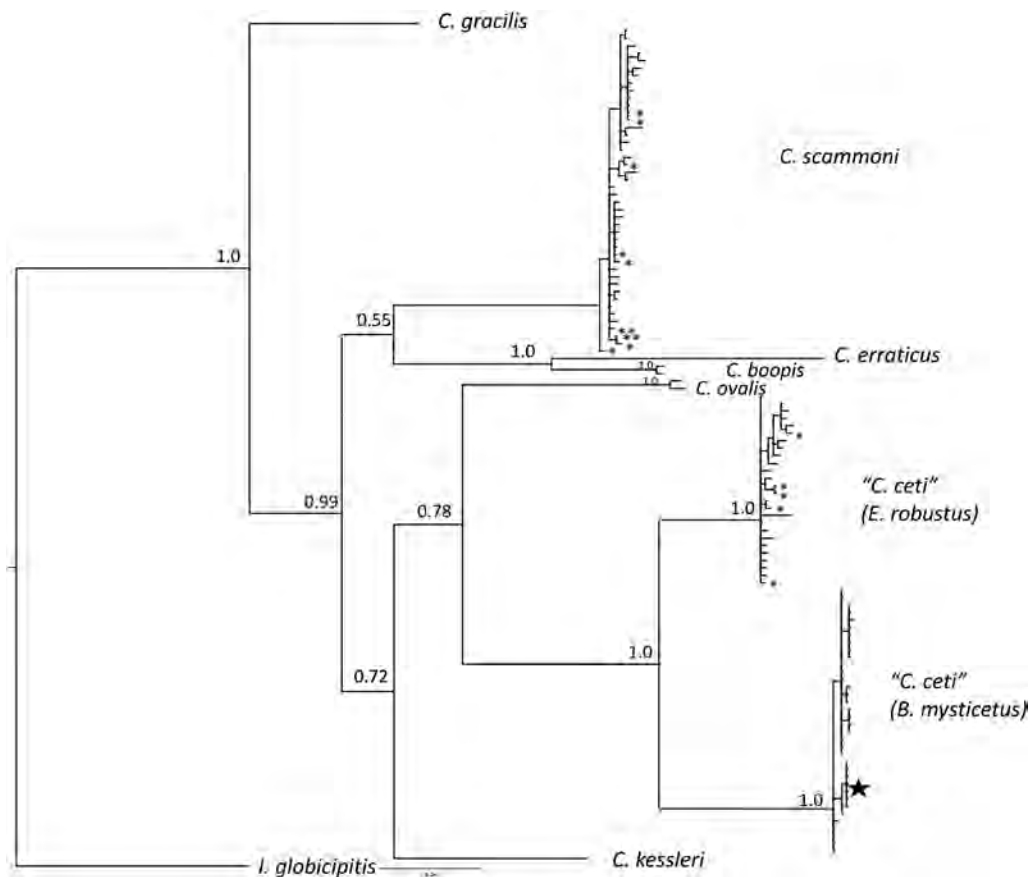 C. gracilis
C. scammoni
1.0
0.55
1.0
C. erraticus
C. boopis
1.0
C. ovalis
1.0
"C. ceti"
(E. robustus)
0.99
0.78
1.0
1.0
"C. ceti"
(B. mysticetus)
0.72
1.0
C. kessleri
I. globicipitis